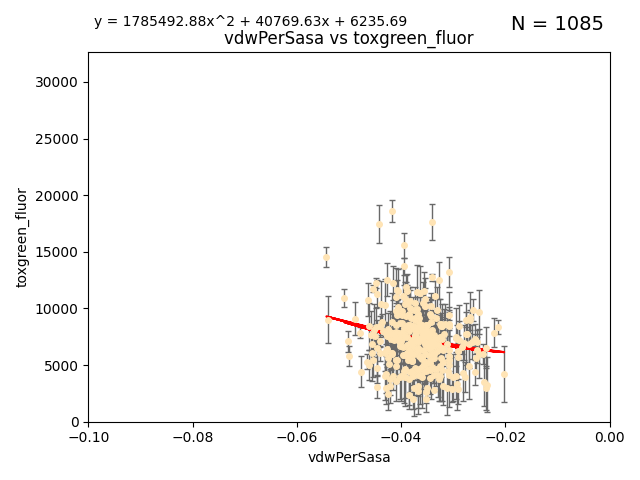 y = 1785492.88x^2 + 40769.63x + 6235.69
N = 1085
vdwPerSasa vs toxgreen_fluor
30000
25000
20000
15000
10000
5000
0
toxgreen_fluor
−0.10
−0.08
−0.06
−0.04
−0.02
0.00
vdwPerSasa